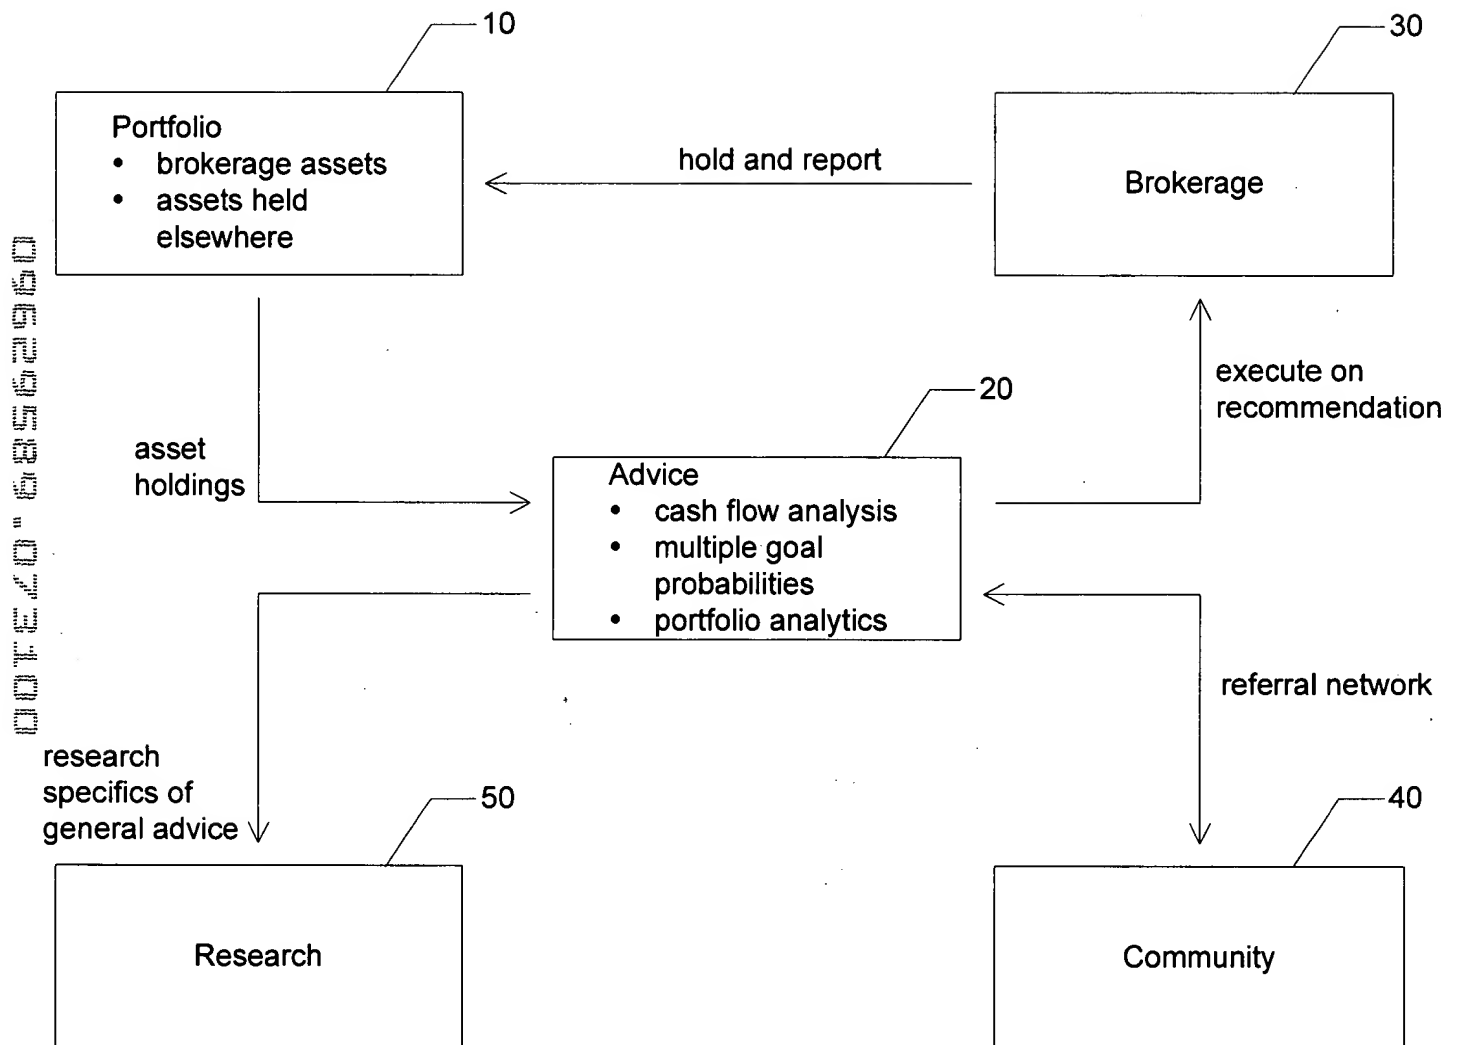 10
30
Portfolio
• brokerage assets
• assets held
elsewhere
hold and report
Brokerage
execute on
recommendation
20
asset
holdings
Advice
• cash flow analysis
• multiple goal
probabilities
• portfolio analytics
referral network
research
specifics of
general advice
50
40
Research
Community
09629589.073100